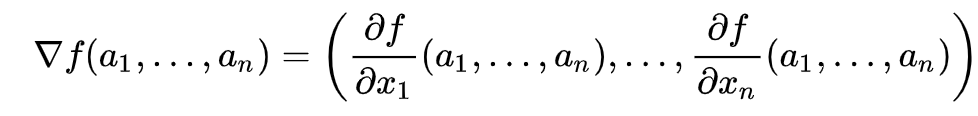 ∇f(a₁, . . . , aₙ) = (∂f/∂x₁(a₁, . . . , aₙ), . . . , ∂f/∂xₙ(a₁, . . . , aₙ))